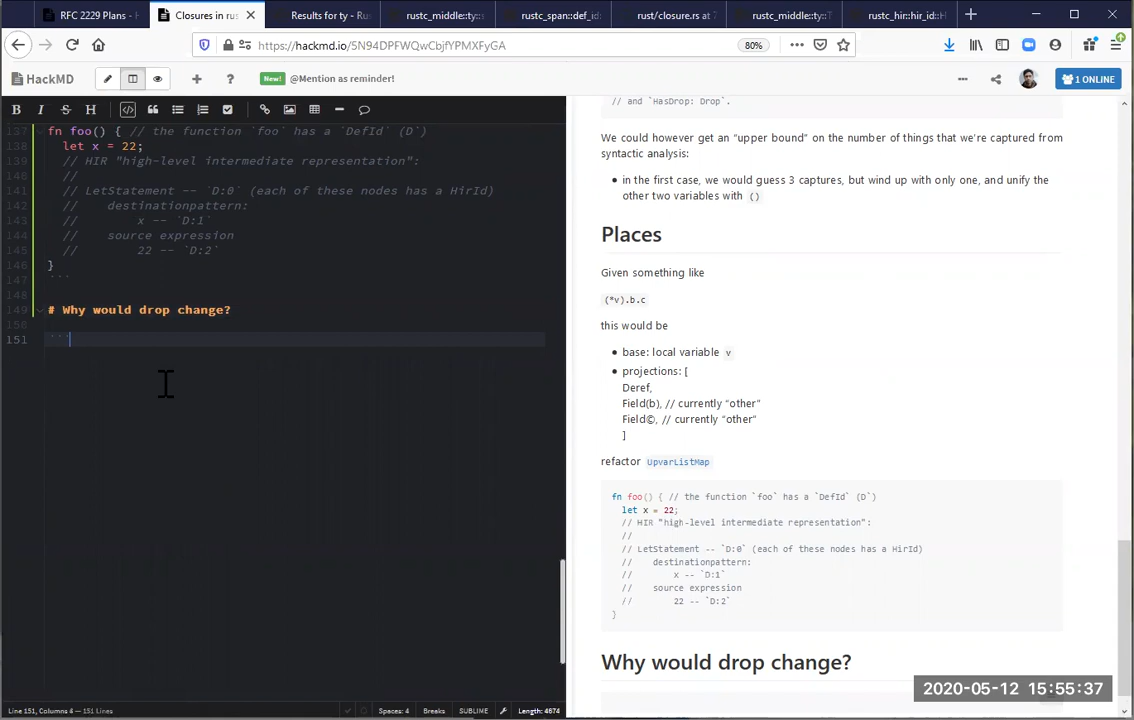 RFC 2229 Plans - H
Closures in rus
Results for ty - Rus
rustc_middle::ty::s
rustc_span::def_id:
rust/closure.rs at 7
rustc_middle::ty::T
rustc_hir::hir_id::H
https://hackmd.io/5N94DPFWQwCbjfYPMXFyGA
80%
HackMD
New! @Mention as reminder!
1 ONLINE
137 fn foo() { // the function `foo` has a `DefId` (D`)
138 let x = 22;
139 // HIR "high-level intermediate representation":
140 //
141 // LetStatement -- `D:0` (each of these nodes has a HirId)
142 // destinationpattern:
143 // x -- `D:1`
144 // source expression
145 // 22 -- `D:2`
146 }
147 ```
148
149 # Why would drop change?
150
151 ```
Line 151, Columns 4 — 151 Lines
Spaces: 4
Breaks
SUBLIME
Length: 4674
// and `HasDrop: Drop`.
We could however get an “upper bound” on the number of things that we're captured from
syntactic analysis:
• in the first case, we would guess 3 captures, but wind up with only one, and unify the
other two variables with ()
Places
Given something like
(*v).b.c
this would be
• base: local variable v
• projections: [
Deref,
Field(b), // currently “other”
Field©, // currently “other”
]
refactor UpvarListMap
fn foo() { // the function `foo` has a `DefId` (D`)
let x = 22;
// HIR "high-level intermediate representation":
//
// LetStatement -- `D:0` (each of these nodes has a HirId)
// destinationpattern:
// x -- `D:1`
// source expression
// 22 -- `D:2`
}
Why would drop change?
2020-05-12 15:55:37